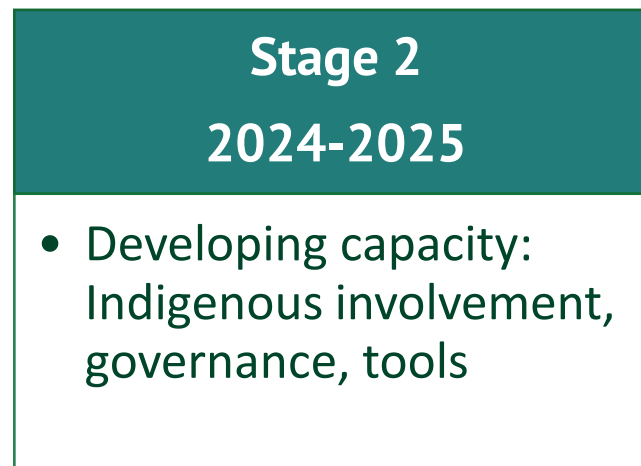 Stage 2
2024-2025
• Developing capacity:
Indigenous involvement,
governance, tools